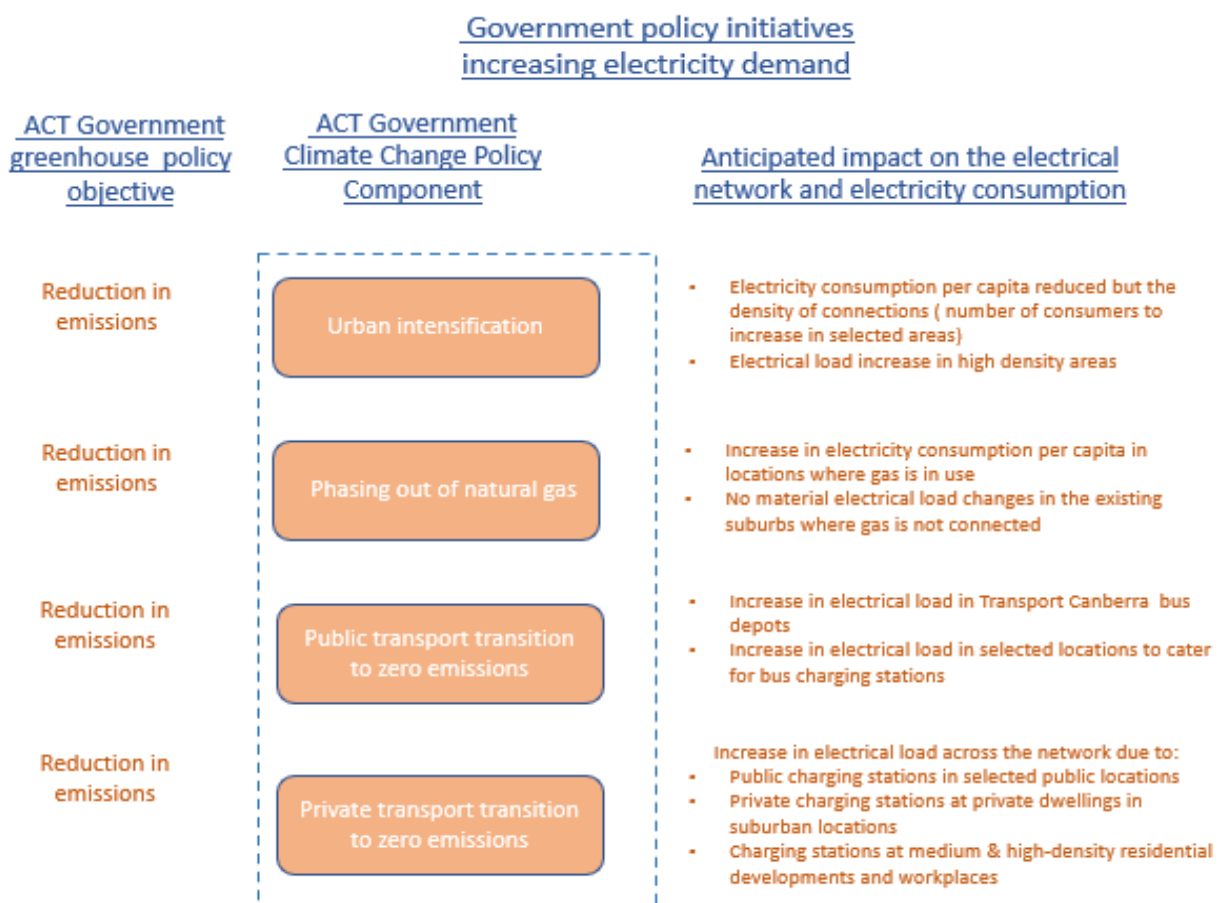 Government policy initiatives
increasing electricity demand
ACT Government
greenhouse policy
objective
ACT Government
Climate Change Policy
Component
Anticipated impact on the electrical
network and electricity consumption
Reduction in
emissions
Urban intensification
▪ Electricity consumption per capita reduced but the
density of connections ( number of consumers to
increase in selected areas)
▪ Electrical load increase in high density areas
Reduction in
emissions
Phasing out of natural gas
▪ Increase in electricity consumption per capita in
locations where gas is in use
▪ No material electrical load changes in the existing
suburbs where gas is not connected
Reduction in
emissions
Public transport transition
to zero emissions
▪ Increase in electrical load in Transport Canberra bus
depots
▪ Increase in electrical load in selected locations to cater
for bus charging stations
Reduction in
emissions
Private transport transition
to zero emissions
Increase in electrical load across the network due to:
▪ Public charging stations in selected public locations
▪ Private charging stations at private dwellings in
suburban locations
▪ Charging stations at medium & high-density residential
developments and workplaces